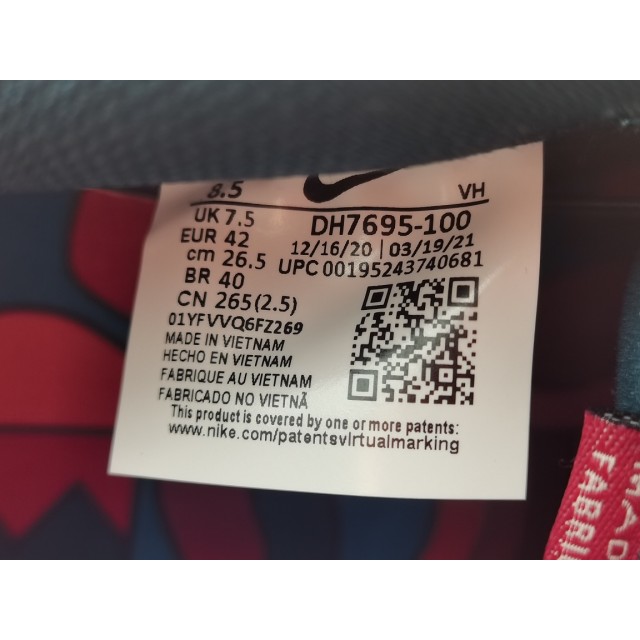 8.5 VH
UK 7.5 DH7695-100
EUR 42 12/16/20 | 03/19/21
cm 26.5 UPC 00195243740681
BR 40
CN 265(2.5)
01YFVVQ6FZ269
MADE IN VIETNAM
HECHO EN VIETNAM
FABRIQUE AU VIETNAM
FABRICADO NO VIETNÃ
This product is covered by one or more patents:
www.nike.com/patentsvirtualmarking
FABRI